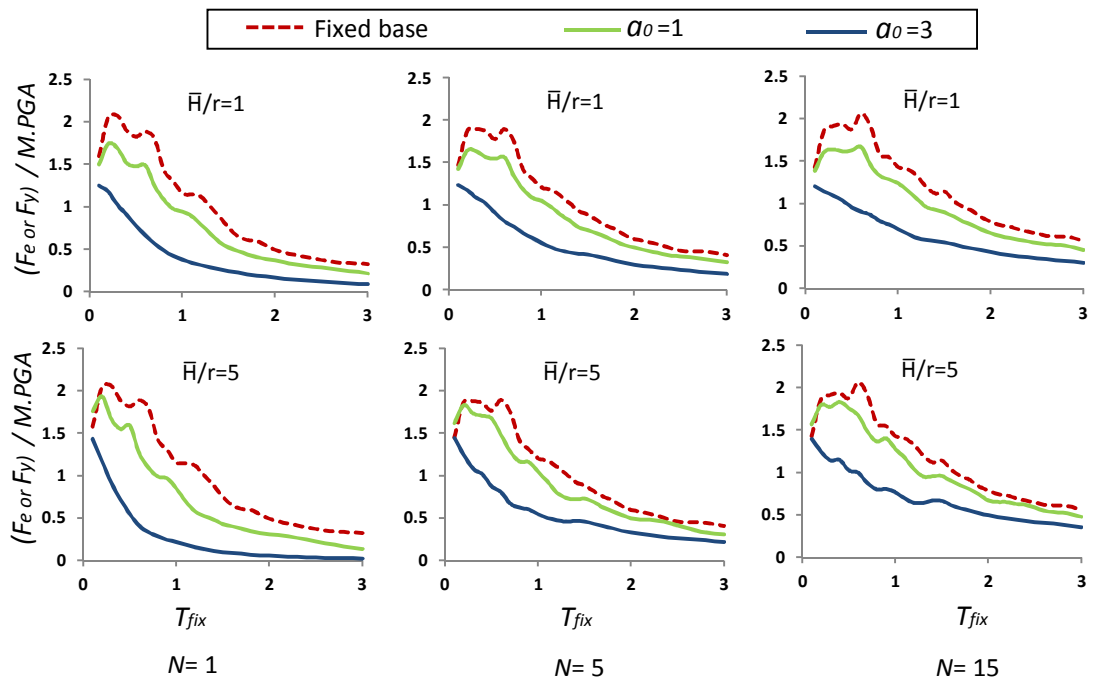 Fixed base a0 =1 a0 =3
H̅/r=1 H̅/r=1 H̅/r=1
(Fe or Fy) / M.PGA
2.5 2.5 2.5
2 2 2
1.5 1.5 1.5
1 1 1
0.5 0.5 0.5
0 0 0
0 1 2 3 0 1 2 3 0 1 2 3
H̅/r=5 H̅/r=5 H̅/r=5
(Fe or Fy) / M.PGA
2.5 2.5 2.5
2 2 2
1.5 1.5 1.5
1 1 1
0.5 0.5 0.5
0 0 0
0 1 2 3 0 1 2 3 0 1 2 3
Tfix Tfix Tfix
N= 1 N= 5 N= 15